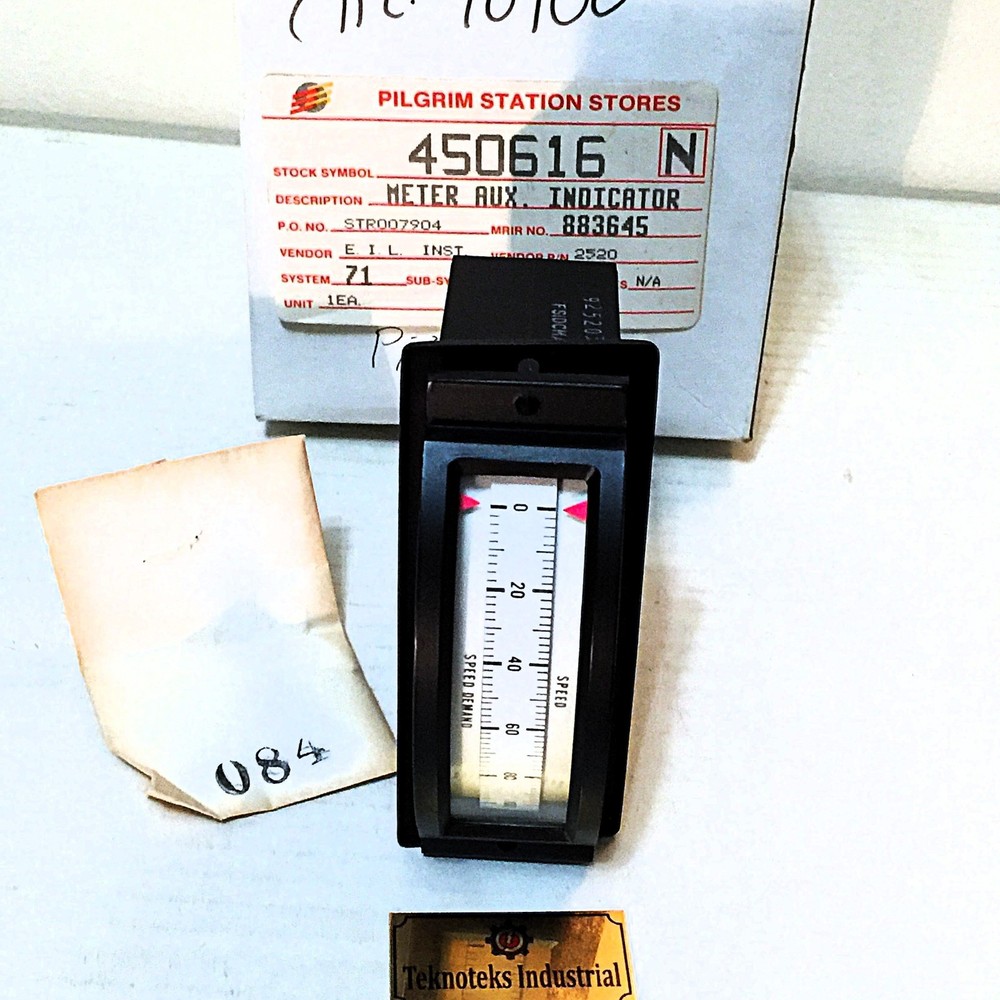 PILGRIM STATION STORES
STOCK SYMBOL 450616 N
DESCRIPTION METER AUX. INDICATOR
P.O. NO. STR007904 MRIR NO. 883645
VENDOR E. I. L. INST. VENDOR P/N 2520
SYSTEM 71 N/A
UNIT 1EA.
0
20
40
60
80
SPEED DEMAND
SPEED
084
Teknoteks Industrial